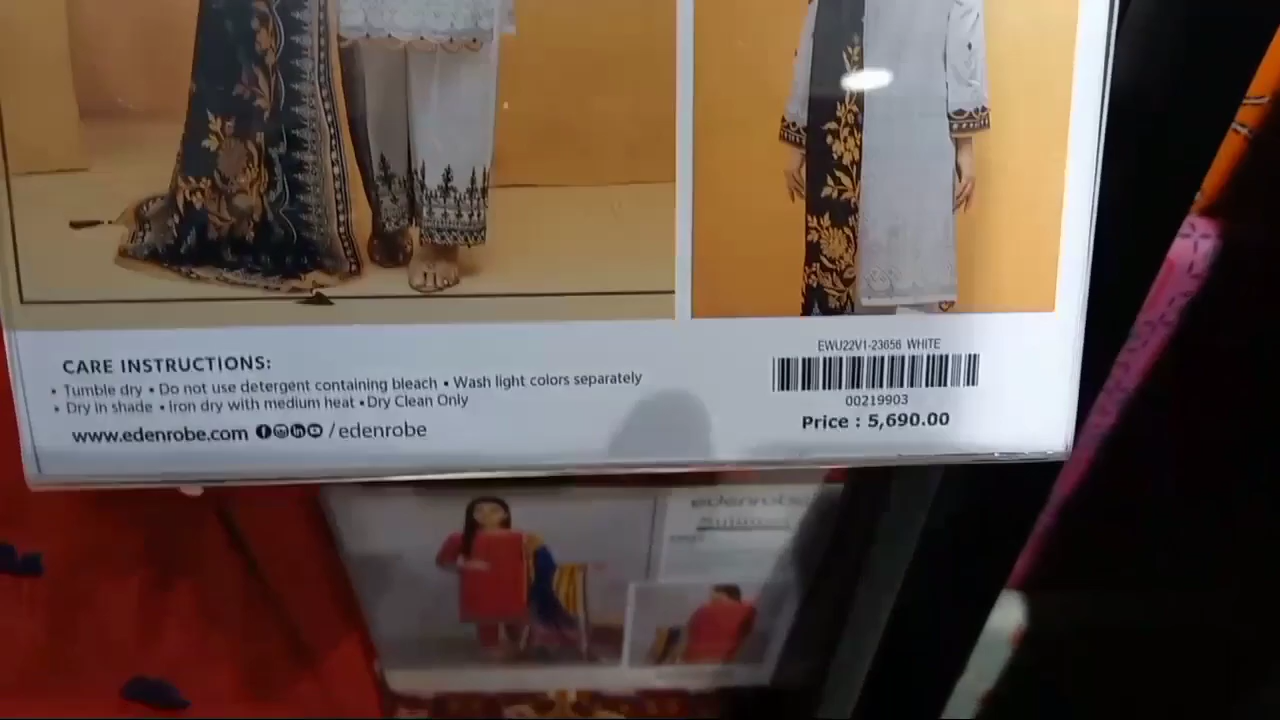 CARE INSTRUCTIONS:
• Tumble dry • Do not use detergent containing bleach • Wash light colors separately
• Dry in shade • Iron dry with medium heat • Dry Clean Only
www.edenrobe.com /edenrobe
EWU22V1-23656 WHITE
00219903
Price : 5,690.00
edenrobe